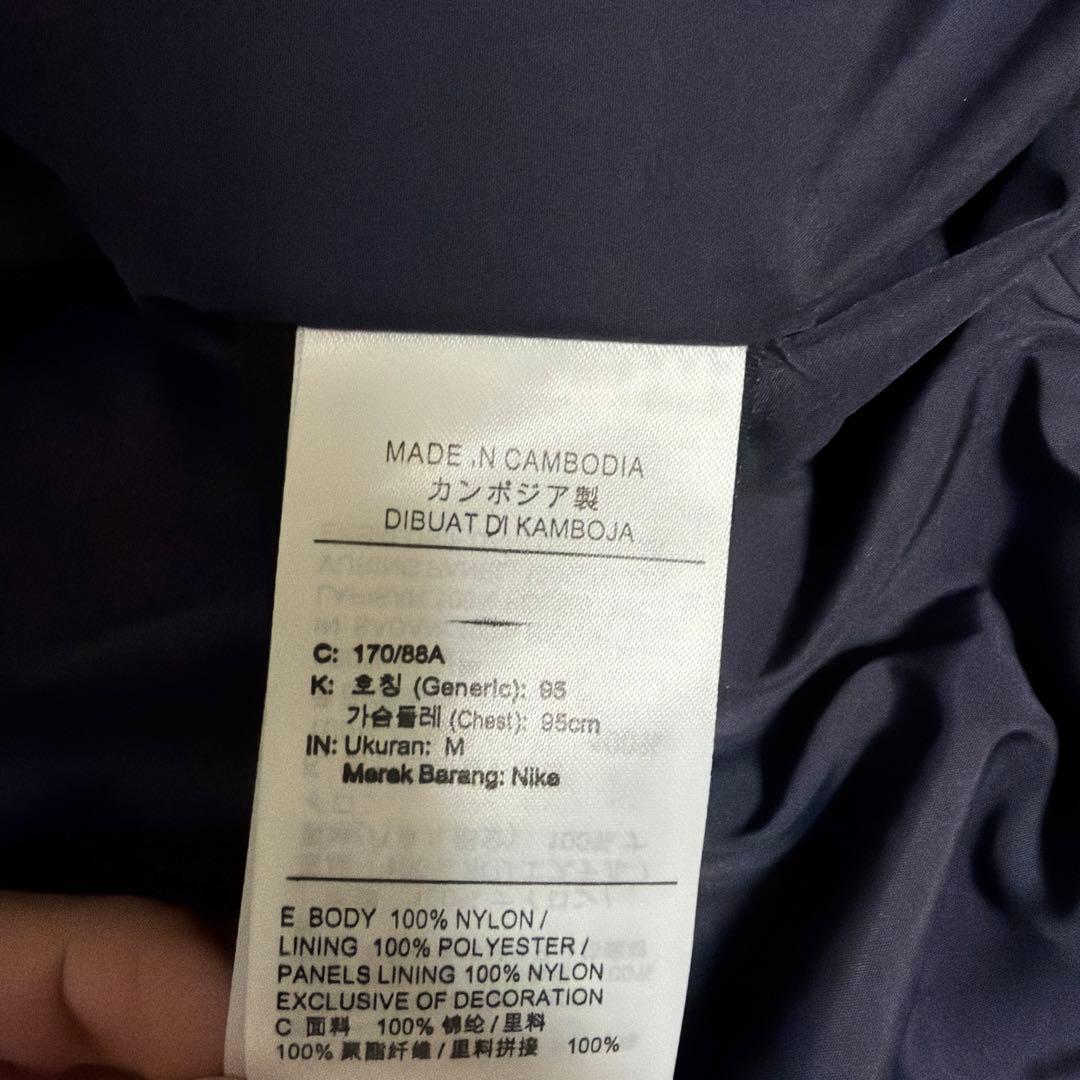 MADE IN CAMBODIA
カンボジア製
DIBUAT DI KAMBOJA
C: 170/88A
K: 호칭 (Generic): 95
가슴둘레 (Chest): 95cm
IN: Ukuran: M
Merek Barang: Nike
E BODY 100% NYLON /
LINING 100% POLYESTER /
PANELS LINING 100% NYLON
EXCLUSIVE OF DECORATION
C 面料 100% 锦纶 / 里料
100% 聚酯纤维 / 里料拼接 100%